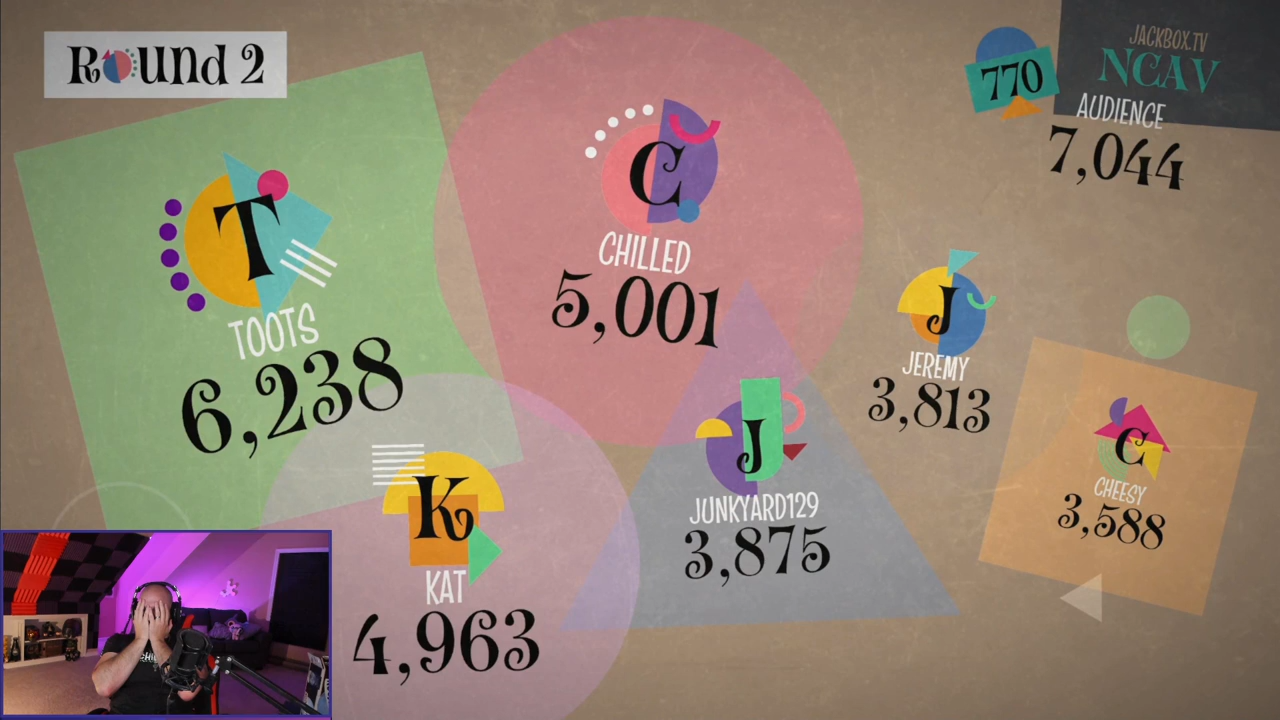 Round 2
JACKBOX.TV
NCAV
770
AUDIENCE
7,044
T
TOOTS
6,238
C
CHILLED
5,001
J
JEREMY
3,813
K
KAT
4,963
J
JUNKYARD129
3,875
C
CHEESY
3,588